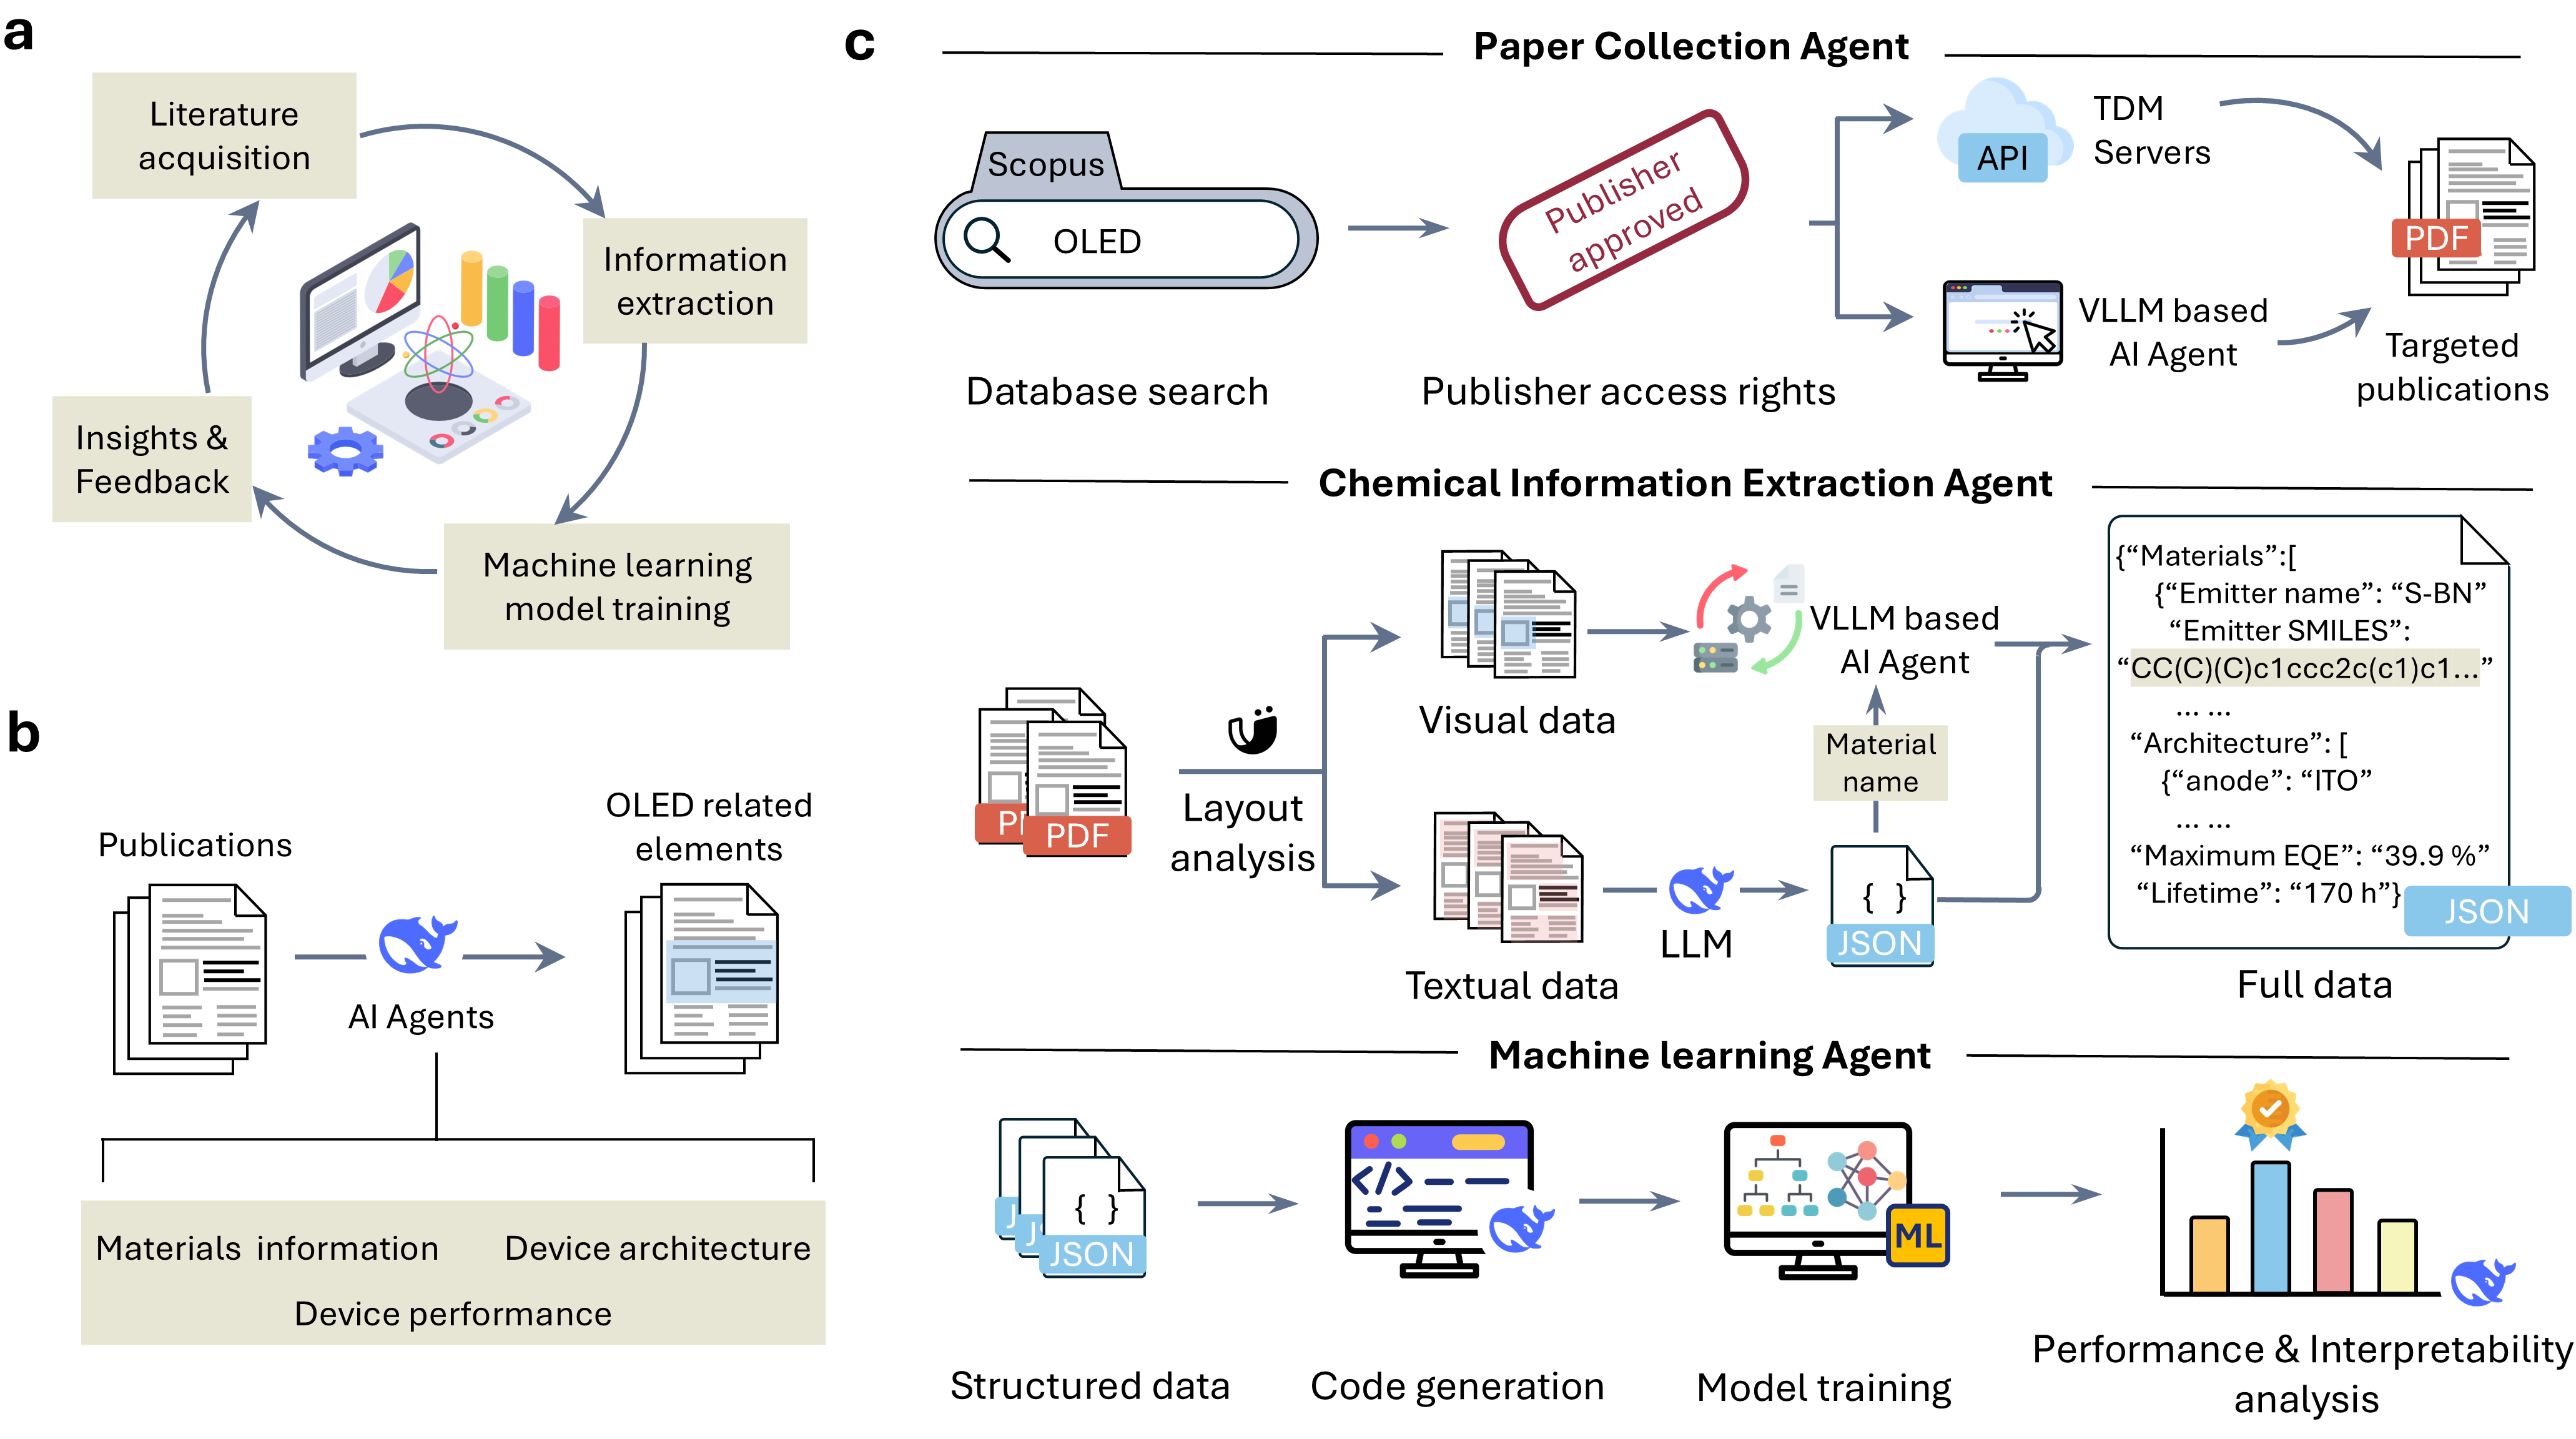 a
Literature
acquisition
Information
extraction
Machine learning
model training
Insights &
Feedback
b
Publications
OLED related
elements
AI Agents
Materials information
Device architecture
Device performance
c
Paper Collection Agent
Scopus
OLED
Database search
Publisher
approved
Publisher access rights
API
TDM
Servers
VLLM based
AI Agent
PDF
Targeted
publications
Chemical Information Extraction Agent
PDF
Layout
analysis
Visual data
Textual data
VLLM based
AI Agent
Material
name
LLM
{ }
JSON
{“Materials”:[
{“Emitter name”: “S-BN”
“Emitter SMILES”:
“CC(C)(C)c1ccc2c(c1)c1...”
... ...
“Architecture”: [
{“anode”: “ITO”
... ...
“Maximum EQE”: “39.9 %”
“Lifetime”: “170 h”}
JSON
Full data
Machine learning Agent
J
J
{ }
JSON
Structured data
</>
Code generation
ML
Model training
Performance & Interpretability
analysis